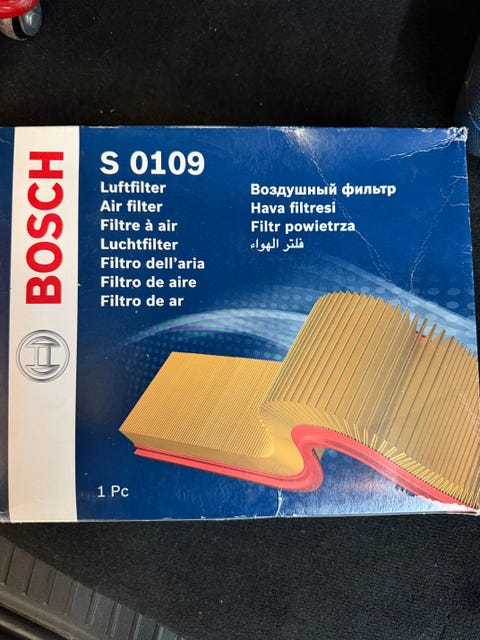 BOSCH
S 0109
Luftfilter
Air filter
Filtre à air
Luchtfilter
Filtro dell'aria
Filtro de aire
Filtro de ar
Воздушный фильтр
Hava filtresi
Filtr powietrza
فلتر الهواء
1 Pc